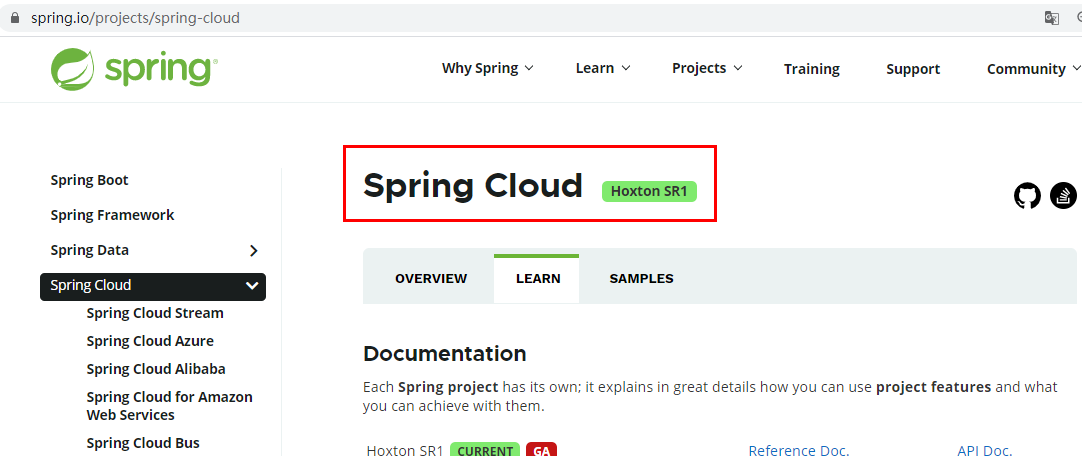 spring.io/projects/spring-cloud
spring
Why Spring
Learn
Projects
Training
Support
Community
Spring Boot
Spring Framework
Spring Data
Spring Cloud
Spring Cloud Stream
Spring Cloud Azure
Spring Cloud Alibaba
Spring Cloud for Amazon
Web Services
Spring Cloud Bus
Spring Cloud Hoxton SR1
OVERVIEW
LEARN
SAMPLES
Documentation
Each Spring project has its own; it explains in great details how you can use project features and what
you can achieve with them.
Hoxton SR1 CURRENT GA Reference Doc. API Doc.